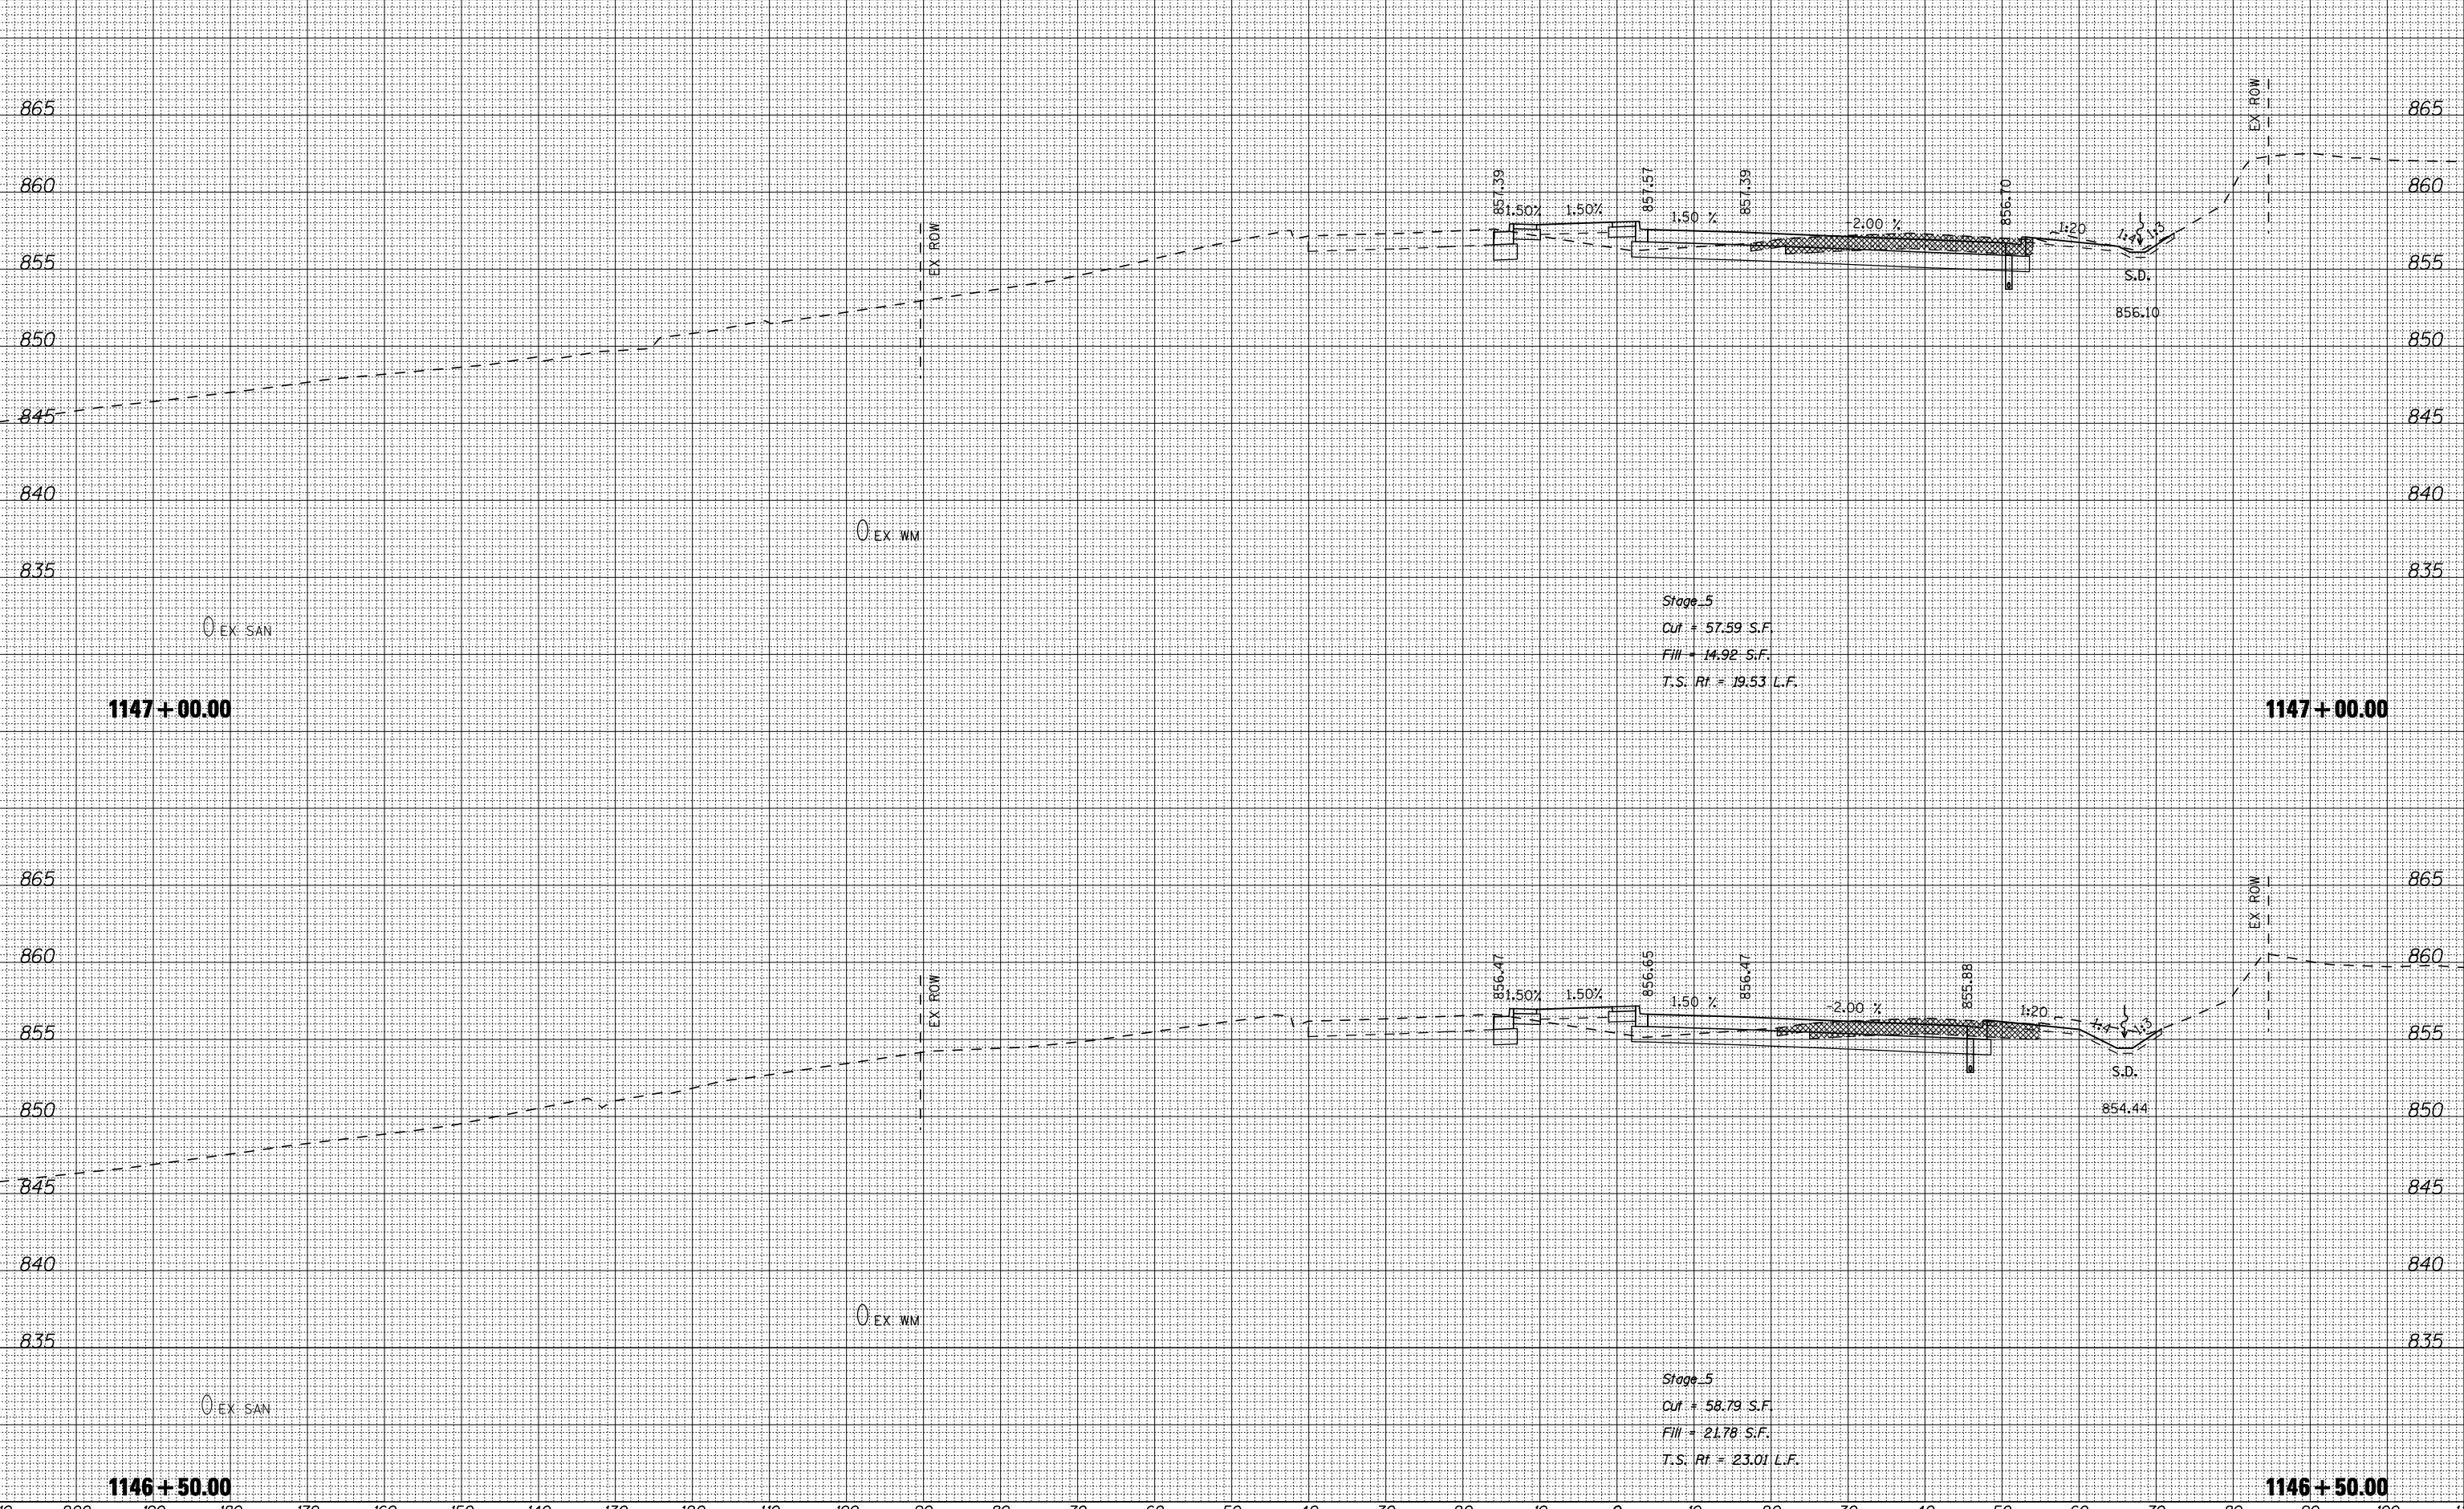 EX ROW
865 865
860 860
857.39 857.57 857.39 856.70
1.50% 1.50% 1.50 % -2.00 % 1:20 1:4 1:3
EX ROW
855 855
S.D.
856.10
850 850
845 845
840 840
EX WM
835 835
Stage_5
EX SAN
Cut = 57.59 S.F.
Fill = 14.92 S.F.
T.S. Rt = 19.53 L.F.
1147+00.00 1147+00.00
865 865
EX ROW
860 860
856.47 856.65 856.47 855.88
1.50% 1.50% 1.50 % -2.00 % 1:20 1:4 1:3
EX ROW
855 855
S.D.
854.44
850 850
845 845
840 840
EX WM
835 835
Stage_5
EX SAN
Cut = 58.79 S.F.
Fill = 21.78 S.F.
T.S. Rt = 23.01 L.F.
1146+50.00 1146+50.00